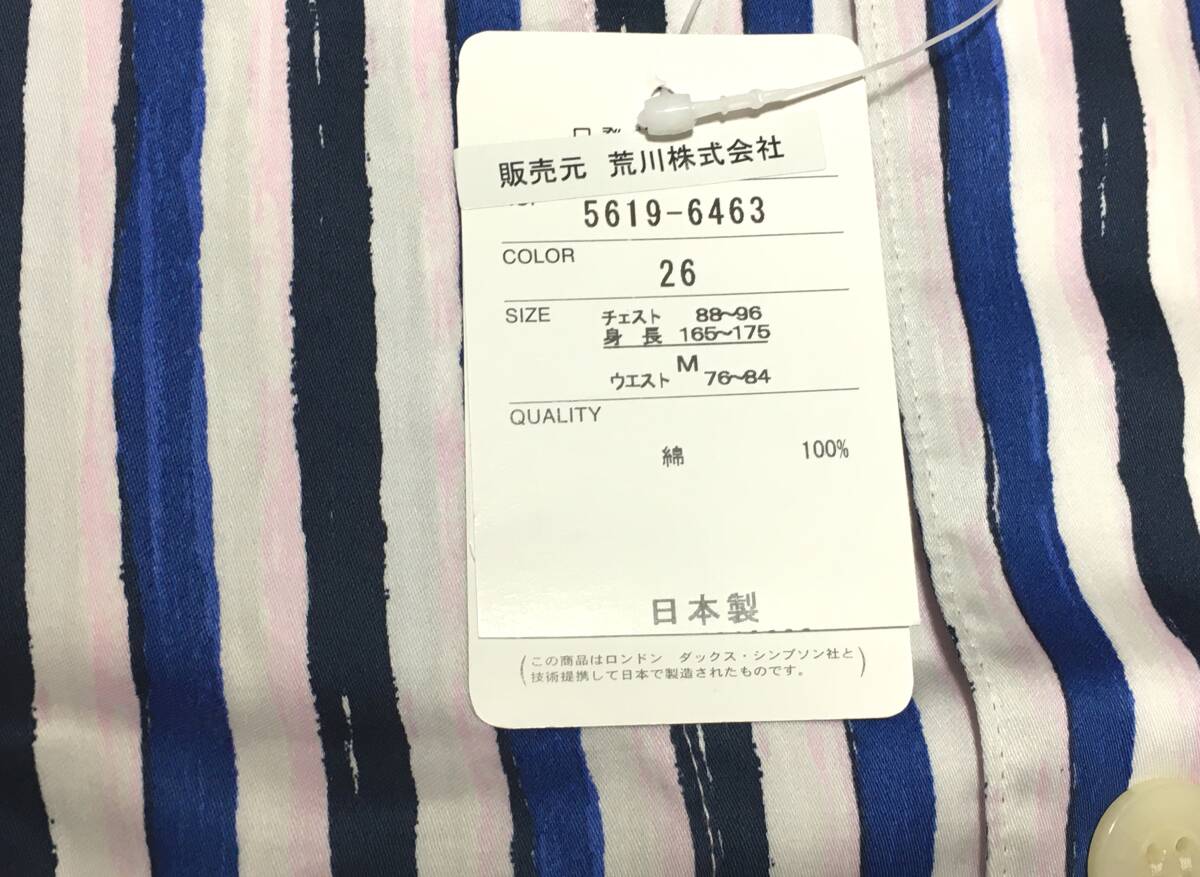 販売元 荒川株式会社
5619-6463
COLOR
26
SIZE チェスト 88～96
身長 165～175
M
ウエスト 76～84
QUALITY
綿 100%
日本製
(この商品はロンドン ダックス・シンプソン社と
技術提携して日本で製造されたものです。)